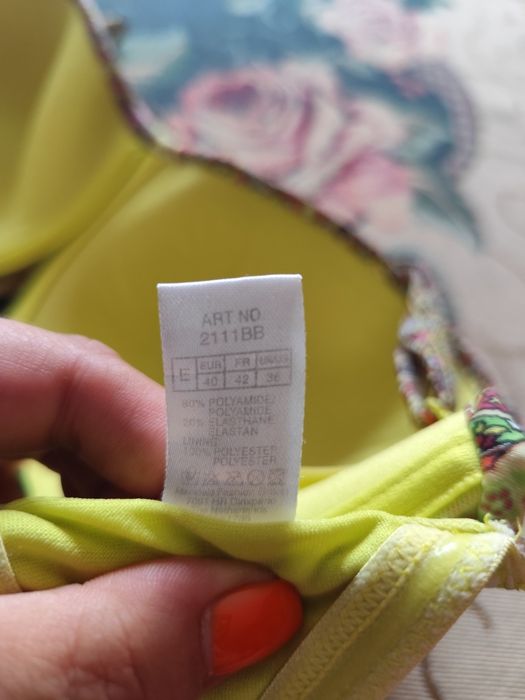 ART NO
2111BB
E EUR FR UK/US
40 42 36
80% POLYAMIDE/
POLYAMIDE
20% ELASTHANE
ELASTAN
LINING
100% POLYESTER
POLYESTER